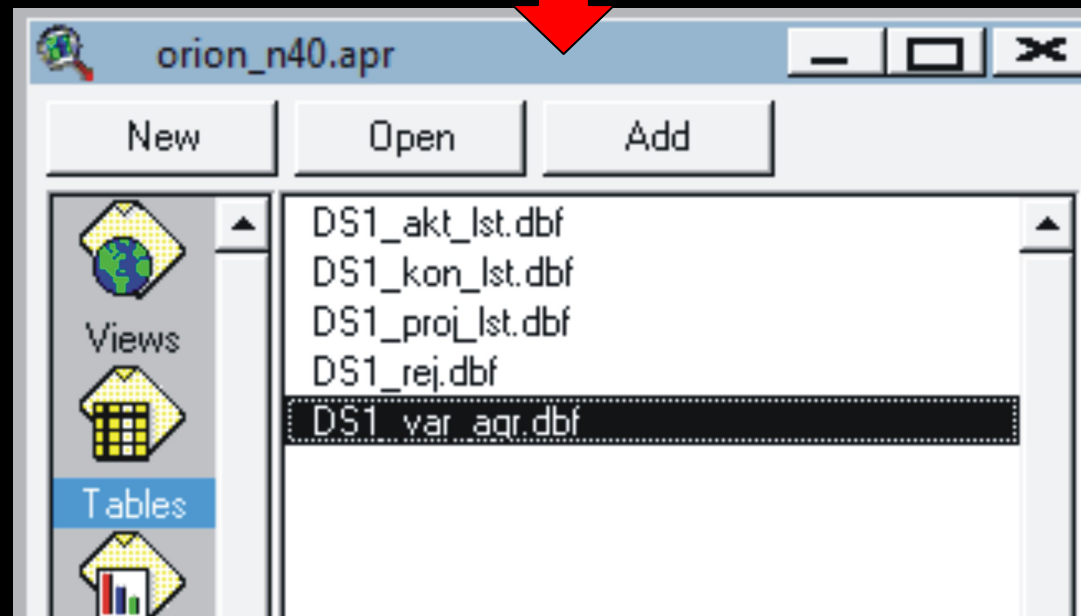 orion_n40.apr
New Open Add
Views
Tables
DS1_akt_lst.dbf
DS1_kon_lst.dbf
DS1_proj_lst.dbf
DS1_rej.dbf
DS1_var_agr.dbf